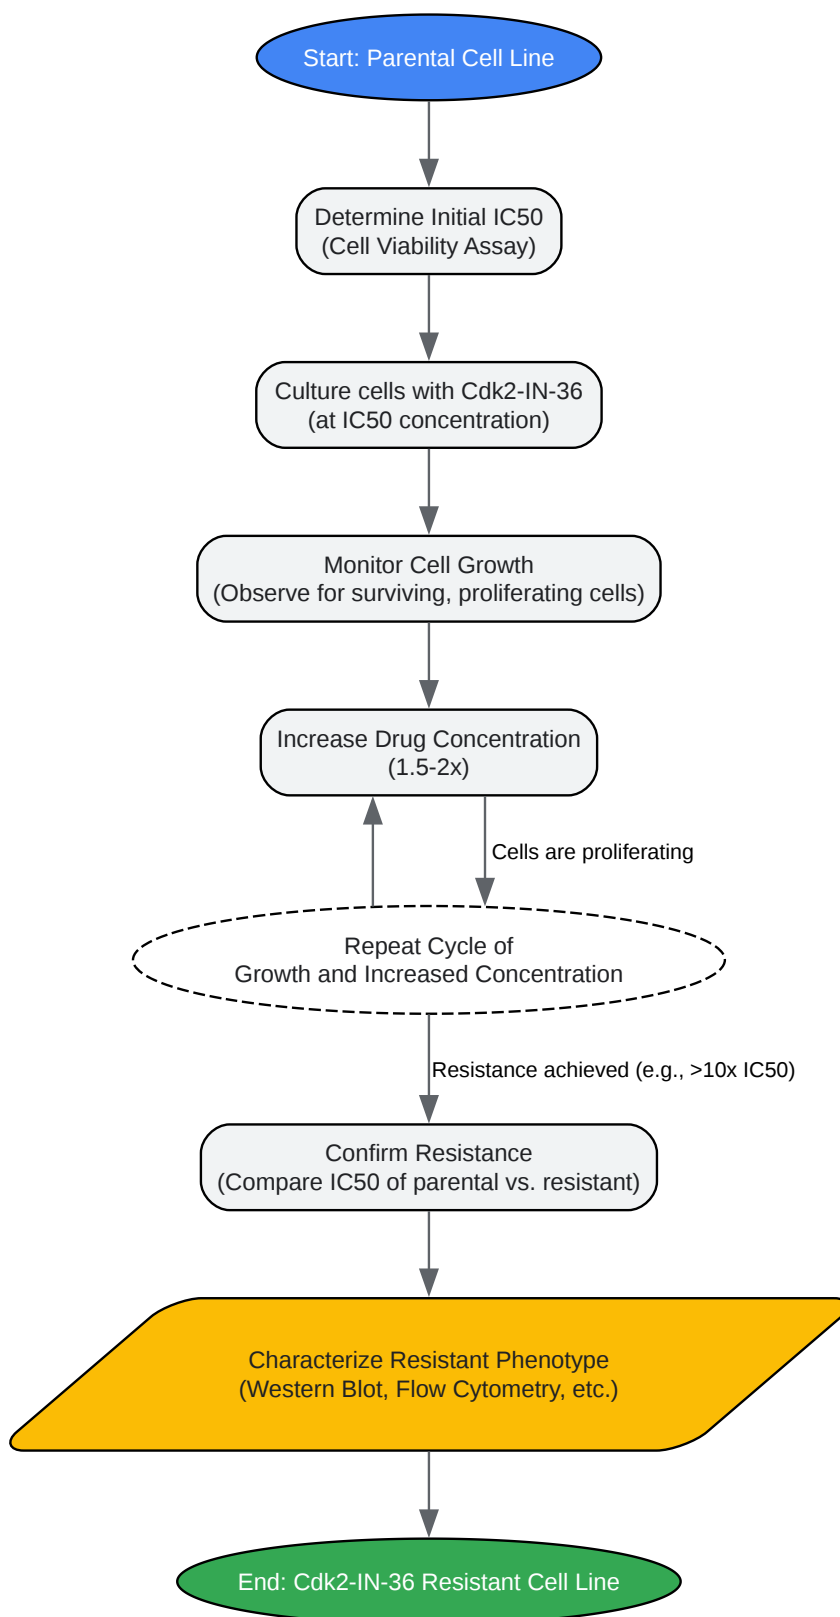 Start: Parental Cell Line
Determine Initial IC50
(Cell Viability Assay)
Culture cells with Cdk2-IN-36
(at IC50 concentration)
Monitor Cell Growth
(Observe for surviving, proliferating cells)
Increase Drug Concentration
(1.5-2x)
Cells are proliferating
Repeat Cycle of
Growth and Increased Concentration
Resistance achieved (e.g., >10x IC50)
Confirm Resistance
(Compare IC50 of parental vs. resistant)
Characterize Resistant Phenotype
(Western Blot, Flow Cytometry, etc.)
End: Cdk2-IN-36 Resistant Cell Line